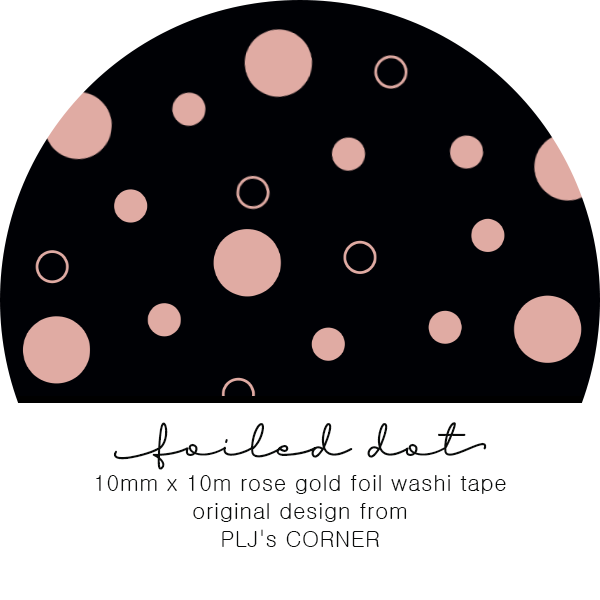 foiled dot
10mm x 10m rose gold foil washi tape
original design from
PLJ's CORNER